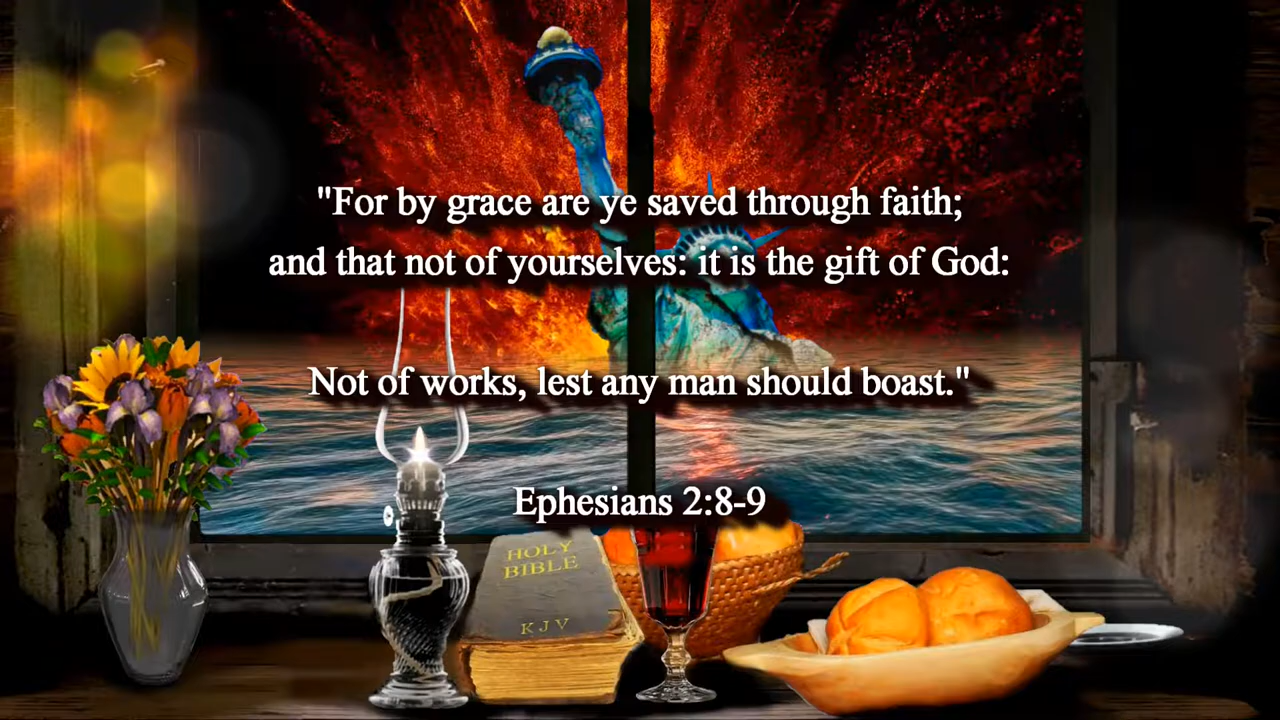 "For by grace are ye saved through faith;
and that not of yourselves: it is the gift of God:
Not of works, lest any man should boast."
Ephesians 2:8-9
HOLY
BIBLE
KJV